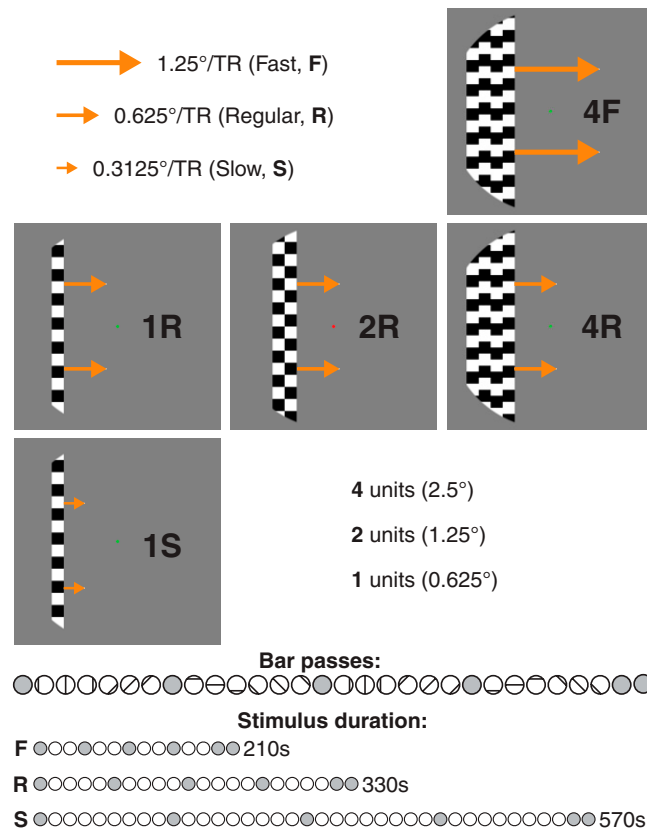 1.25°/TR (Fast, F)
0.625°/TR (Regular, R)
0.3125°/TR (Slow, S)
4F
1R
2R
4R
1S
4 units (2.5°)
2 units (1.25°)
1 units (0.625°)
Bar passes:
Stimulus duration:
F 210s
R 330s
S 570s